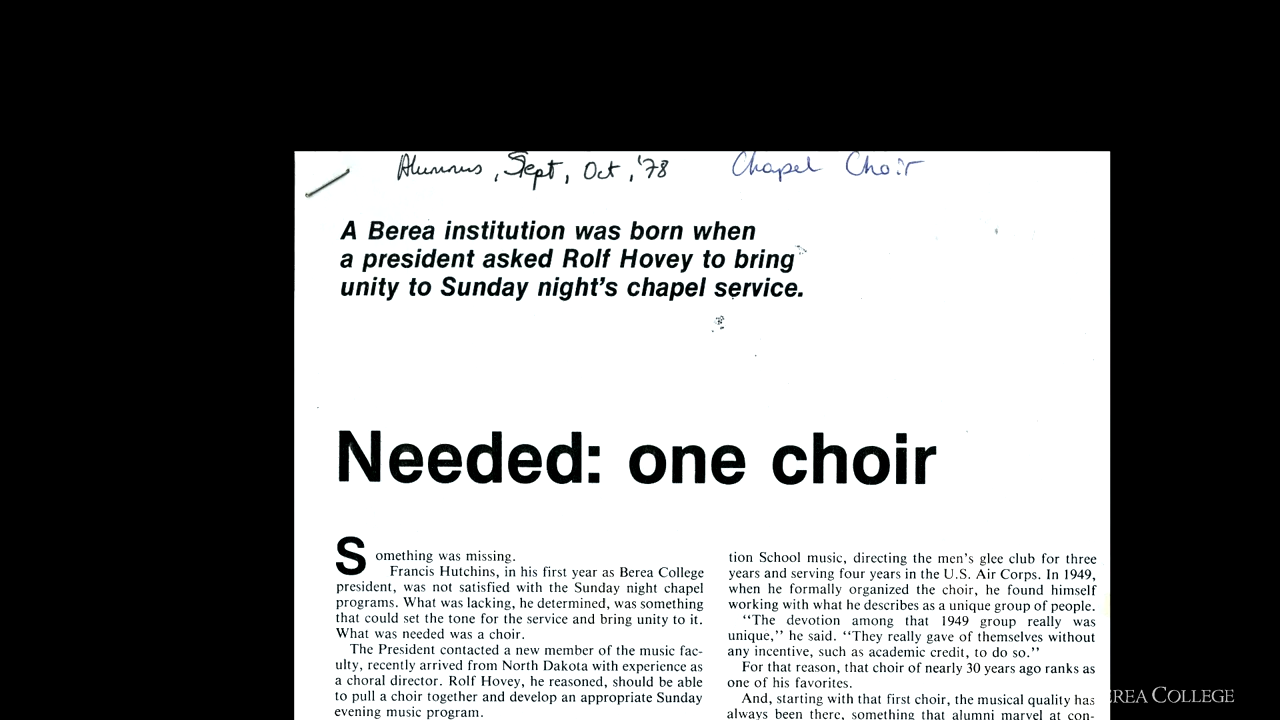 Alumnus, Sept, Oct, '78
Chapel Choir
A Berea institution was born when
a president asked Rolf Hovey to bring
unity to Sunday night's chapel service.
Needed: one choir
Something was missing.
Francis Hutchins, in his first year as Berea College
president, was not satisfied with the Sunday night chapel
programs. What was lacking, he determined, was something
that could set the tone for the service and bring unity to it.
What was needed was a choir.
The President contacted a new member of the music fac-
ulty, recently arrived from North Dakota with experience as
a choral director. Rolf Hovey, he reasoned, should be able
to pull a choir together and develop an appropriate Sunday
evening music program.
tion School music, directing the men's glee club for three
years and serving four years in the U.S. Air Corps. In 1949,
when he formally organized the choir, he found himself
working with what he describes as a unique group of people.
"The devotion among that 1949 group really was
unique," he said. "They really gave of themselves without
any incentive, such as academic credit, to do so."
For that reason, that choir of nearly 30 years ago ranks as
one of his favorites.
And, starting with that first choir, the musical quality has
always been there, something that alumni marvel at con-
EREA COLLEGE